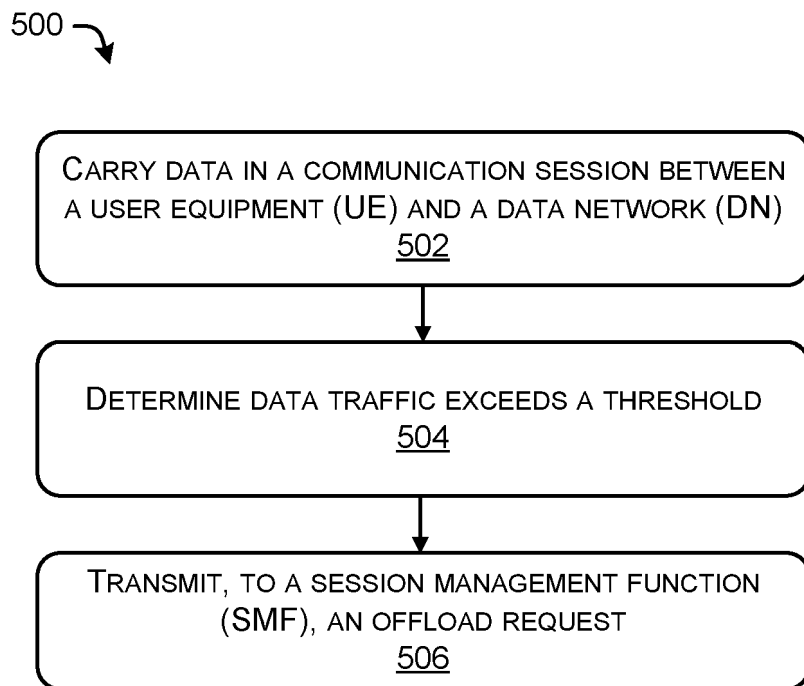 500
CARRY DATA IN A COMMUNICATION SESSION BETWEEN
A USER EQUIPMENT (UE) AND A DATA NETWORK (DN)
502
DETERMINE DATA TRAFFIC EXCEEDS A THRESHOLD
504
TRANSMIT, TO A SESSION MANAGEMENT FUNCTION
(SMF), AN OFFLOAD REQUEST
506